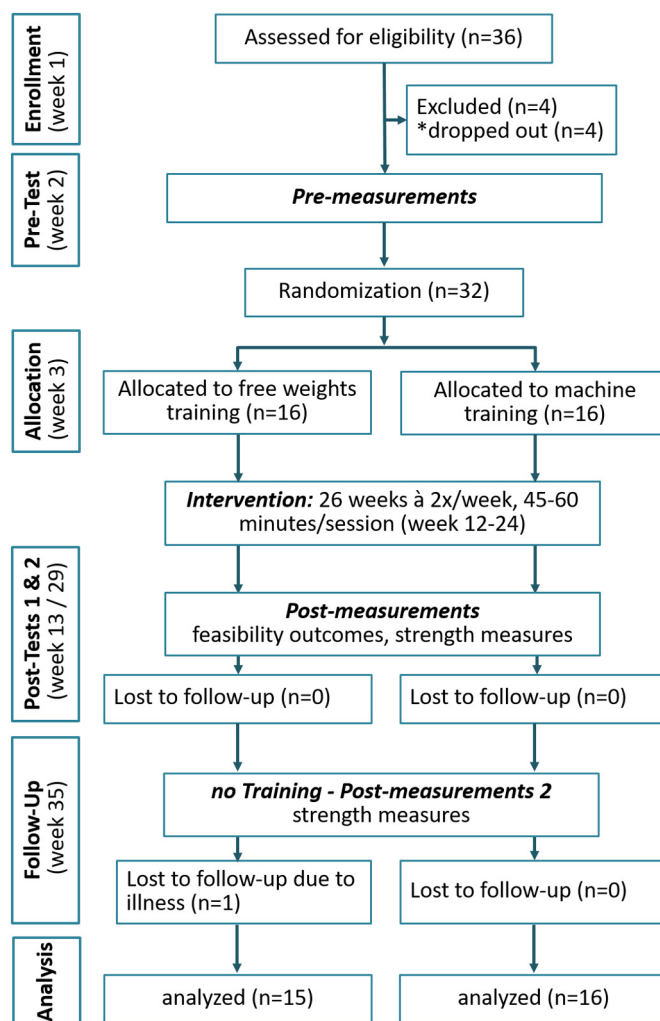 Enrollment
(week 1)
Assessed for eligibility (n=36)
Excluded (n=4)
*dropped out (n=4)
Pre-Test
(week 2)
Pre-measurements
Randomization (n=32)
Allocation
(week 3)
Allocated to free weights
training (n=16)
Allocated to machine
training (n=16)
Intervention: 26 weeks à 2x/week, 45-60
minutes/session (week 12-24)
Post-Tests 1 & 2
(week 13 / 29)
Post-measurements
feasibility outcomes, strength measures
Lost to follow-up (n=0)
Lost to follow-up (n=0)
Follow-Up
(week 35)
no Training - Post-measurements 2
strength measures
Lost to follow-up due to
illness (n=1)
Lost to follow-up (n=0)
Analysis
analyzed (n=15)
analyzed (n=16)